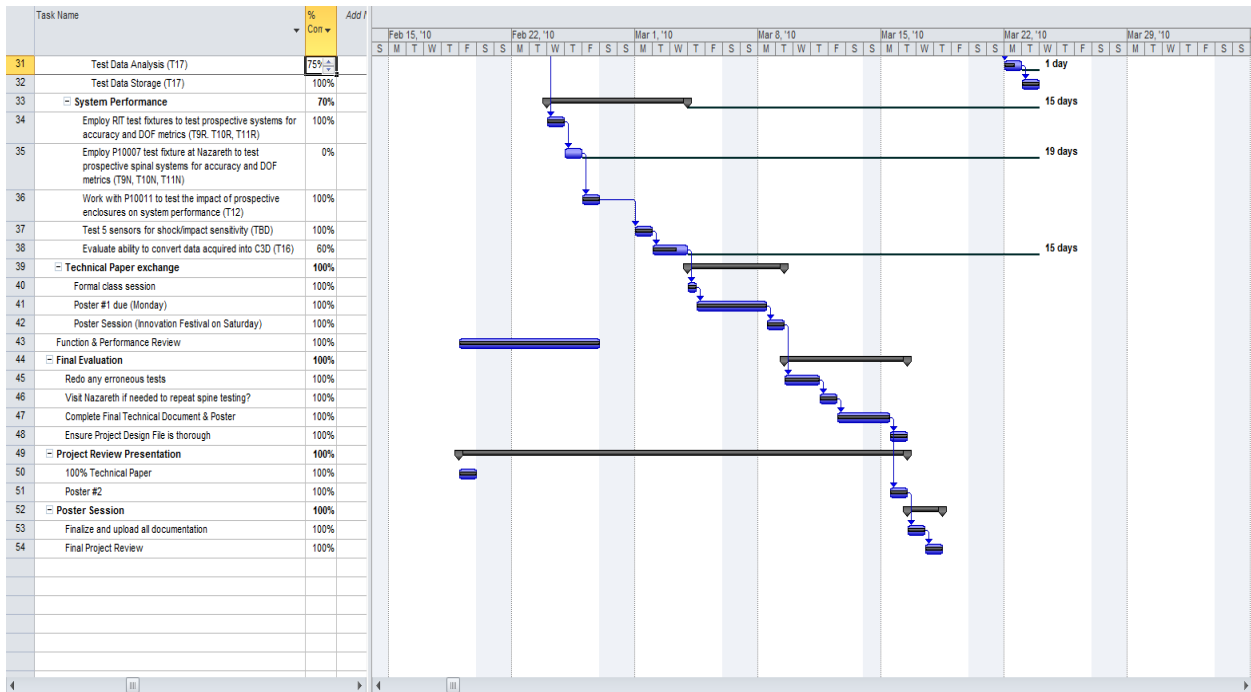 Task Name % Com Add
Feb 15, '10 Feb 22, '10 Mar 1, '10 Mar 8, '10 Mar 15, '10 Mar 22, '10 Mar 29, '10
S M T W T F S S M T W T F S S M T W T F S S M T W T F S S M T W T F S S M T W T F S S M T W T F S S
31 Test Data Analysis (T17) 75% 1 day
32 Test Data Storage (T17) 100%
33 System Performance 70% 15 days
34 Employ RIT test fixtures to test prospective systems for 100%
accuracy and DOF metrics (T9R. T10R, T11R)
35 Employ P10007 test fixture at Nazareth to test 0% 19 days
prospective spinal systems for accuracy and DOF
metrics (T9N, T10N, T11N)
36 Work with P10011 to test the impact of prospective 100%
enclosures on system performance (T12)
37 Test 5 sensors for shock/impact sensitivity (TBD) 100%
38 Evaluate ability to convert data acquired into C3D (T16) 60% 15 days
39 Technical Paper exchange 100%
40 Formal class session 100%
41 Poster #1 due (Monday) 100%
42 Poster Session (Innovation Festival on Saturday) 100%
43 Function & Performance Review 100%
44 Final Evaluation 100%
45 Redo any erroneous tests 100%
46 Visit Nazareth if needed to repeat spine testing? 100%
47 Complete Final Technical Document & Poster 100%
48 Ensure Project Design File is thorough 100%
49 Project Review Presentation 100%
50 100% Technical Paper 100%
51 Poster #2 100%
52 Poster Session 100%
53 Finalize and upload all documentation 100%
54 Final Project Review 100%